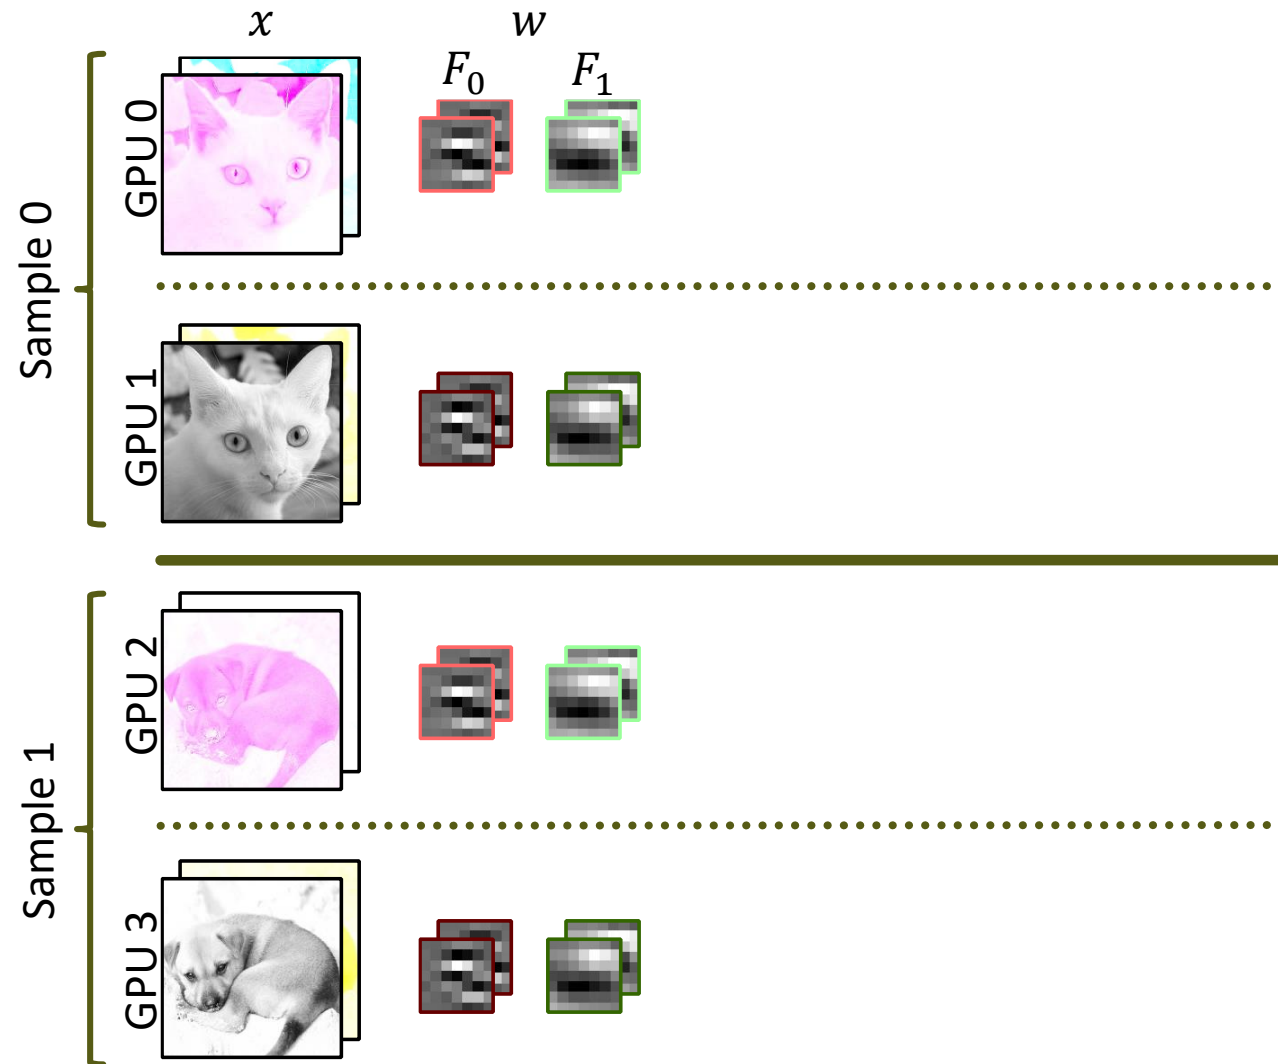 x w
F₀ F₁
Sample 0
GPU 0
GPU 1
Sample 1
GPU 2
GPU 3